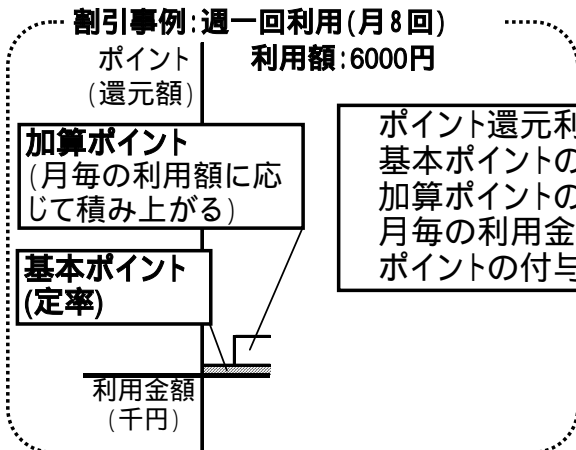 割引事例:週一回利用(月8回)
ポイント
(還元額)
利用額:6000円
加算ポイント
(月毎の利用額に応
じて積み上がる)
基本ポイント
(定率)
ポイント還元利
基本ポイントの
加算ポイントの
月毎の利用金
ポイントの付与
利用金額
(千円)